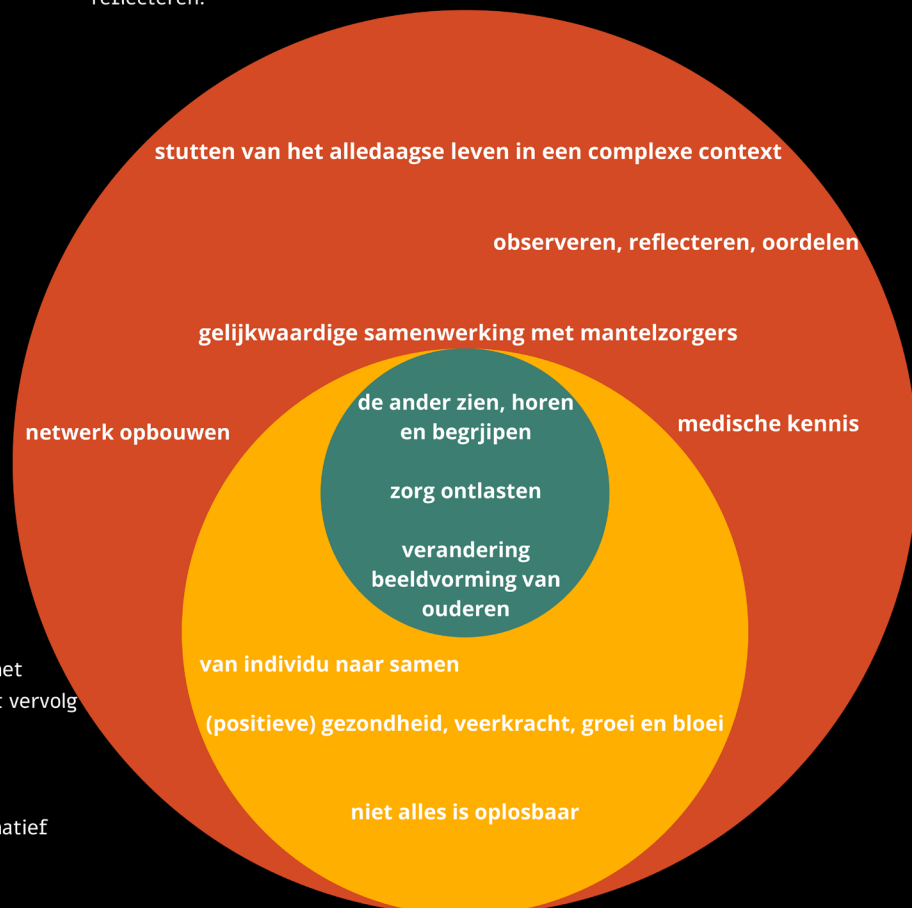 reflecteren.
stutten van het alledaagse leven in een complexe context
observeren, reflecteren, oordelen
gelijkwaardige samenwerking met mantelzorgers
de ander zien, horen
en begrjipen
netwerk opbouwen
medische kennis
zorg ontlasten
verandering
beeldvorming van
ouderen
van individu naar samen
vervolg
(positieve) gezondheid, veerkracht, groei en bloei
niet alles is oplosbaar